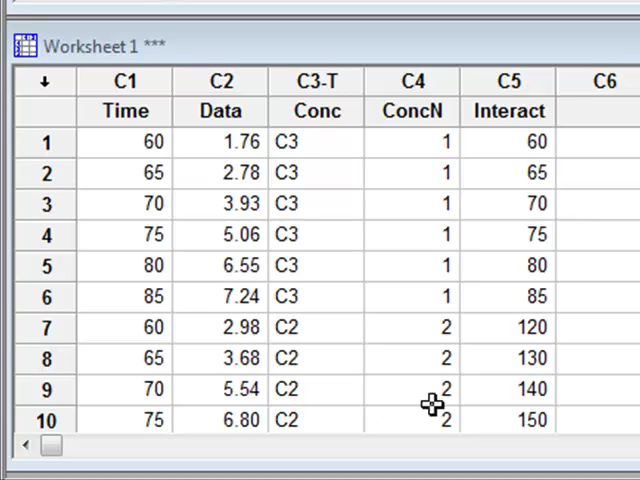 Worksheet 1 ***
↓ C1 C2 C3-T C4 C5 C6
Time Data Conc ConcN Interact
1 60 1.76 C3 1 60
2 65 2.78 C3 1 65
3 70 3.93 C3 1 70
4 75 5.06 C3 1 75
5 80 6.55 C3 1 80
6 85 7.24 C3 1 85
7 60 2.98 C2 2 120
8 65 3.68 C2 2 130
9 70 5.54 C2 2 140
10 75 6.80 C2 2 150